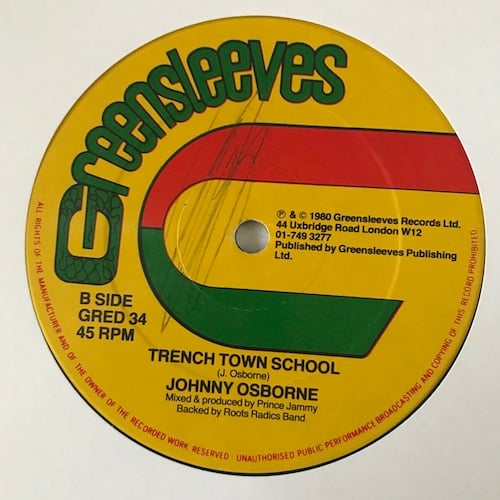 Greensleeves
℗ & © 1980 Greensleeves Records Ltd.
44 Uxbridge Road London W12
01-749 3277
Published by Greensleeves Publishing
Ltd.
B SIDE
GRED 34
45 RPM
TRENCH TOWN SCHOOL
(J. Osborne)
JOHNNY OSBORNE
Mixed & produced by Prince Jammy
Backed by Roots Radics Band
ALL RIGHTS OF THE MANUFACTURER AND OF THE OWNER OF THE RECORDED WORK RESERVED UNAUTHORISED PUBLIC PERFORMANCE BROADCASTING AND COPYING OF THIS RECORD PROHIBITED.